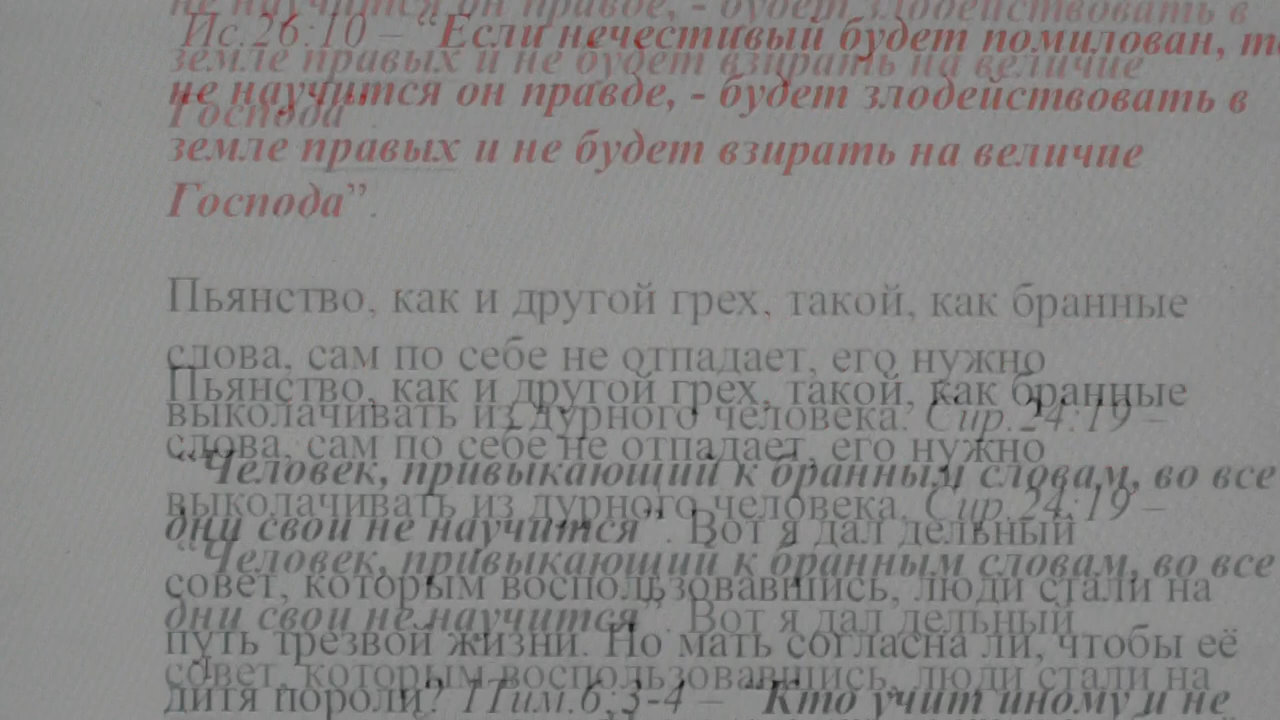 Ис.26:10 – “Если нечестивый будет помилован, т
не научится он правде, - будет злодействовать в
земле правых и не будет взирать на величие
Господа”.
Пьянство, как и другой грех, такой, как бранные
слова, сам по себе не отпадает, его нужно
выколачивать из дурного человека. Сир.24:19 –
“Человек, привыкающий к бранным словам, во все
дни свои не научится”. Вот я дал дельный
совет, которым воспользовавшись, люди стали на
путь трезвой жизни. Но мать согласна ли, чтобы её
дитя пороли? 1Тим.6;3-4 – “Кто учит иному и не